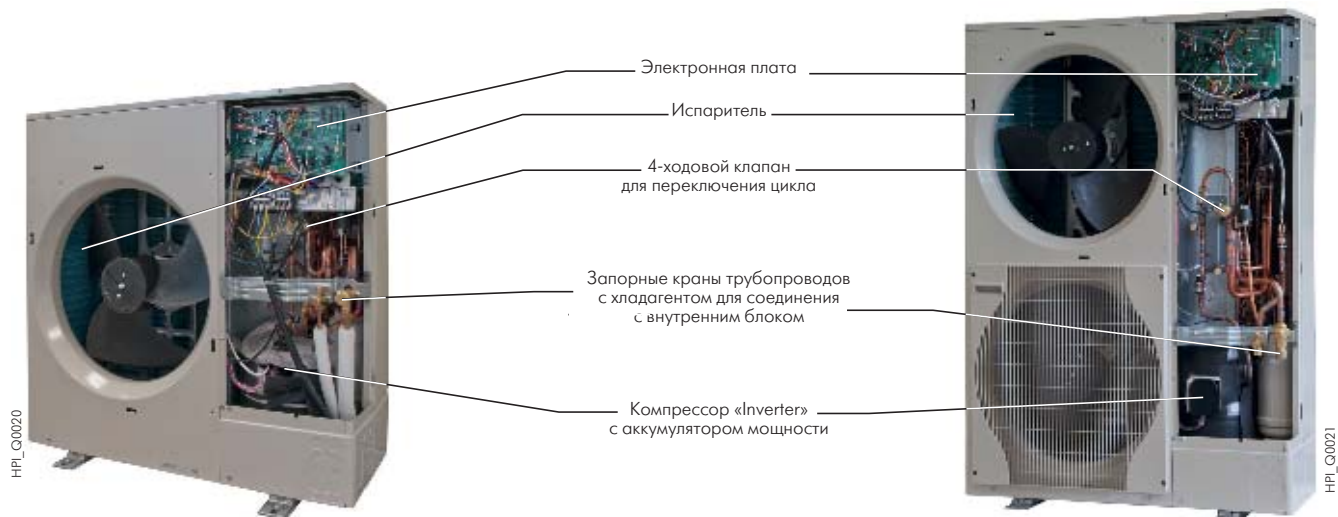 Электронная плата
Испаритель
4-ходовой клапан
для переключения цикла
Запорные краны трубопроводов
с хладагентом для соединения
с внутренним блоком
Компрессор «Inverter»
с аккумулятором мощности
HPI_Q0020
HPI_Q0021